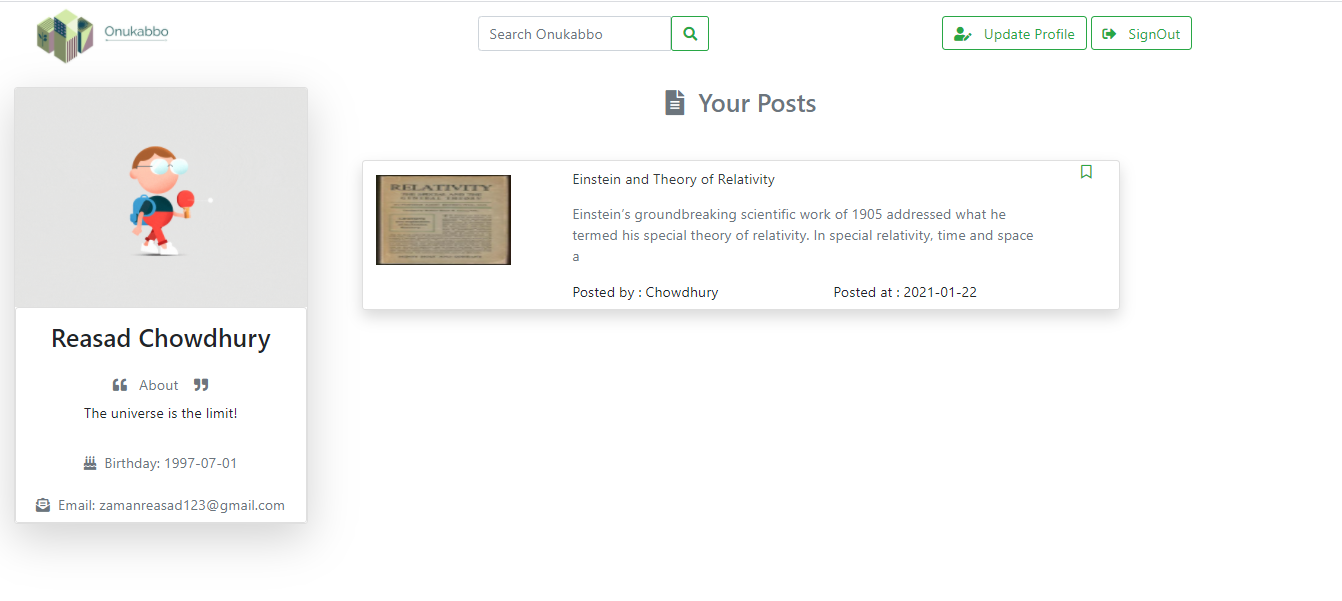 Onukabbo
Search Onukabbo
Update Profile
SignOut
Your Posts
Reasad Chowdhury
About
The universe is the limit!
Birthday: 1997-07-01
Email: zamanreasad123@gmail.com
RELATIVITY
Einstein and Theory of Relativity
Einstein's groundbreaking scientific work of 1905 addressed what he
termed his special theory of relativity. In special relativity, time and space
a
Posted by : Chowdhury
Posted at : 2021-01-22